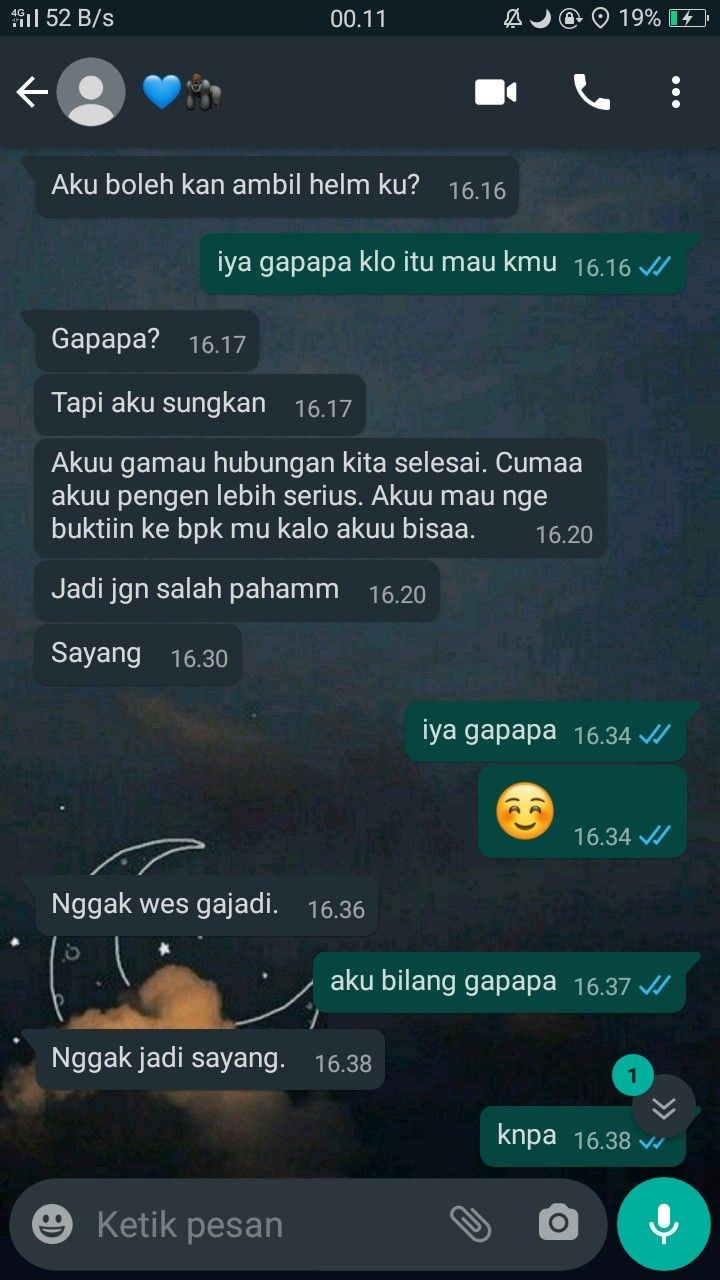 4G 52 B/s 00.11 19%
Aku boleh kan ambil helm ku? 16.16
iya gapapa klo itu mau kmu 16.16
Gapapa? 16.17
Tapi aku sungkan 16.17
Akuu gamau hubungan kita selesai. Cumaa
akuu pengen lebih serius. Akuu mau nge
buktiin ke bpk mu kalo akuu bisaa. 16.20
Jadi jgn salah pahamm 16.20
Sayang 16.30
iya gapapa 16.34
16.34
Nggak wes gajadi. 16.36
aku bilang gapapa 16.37
Nggak jadi sayang. 16.38
1
knpa 16.38
Ketik pesan